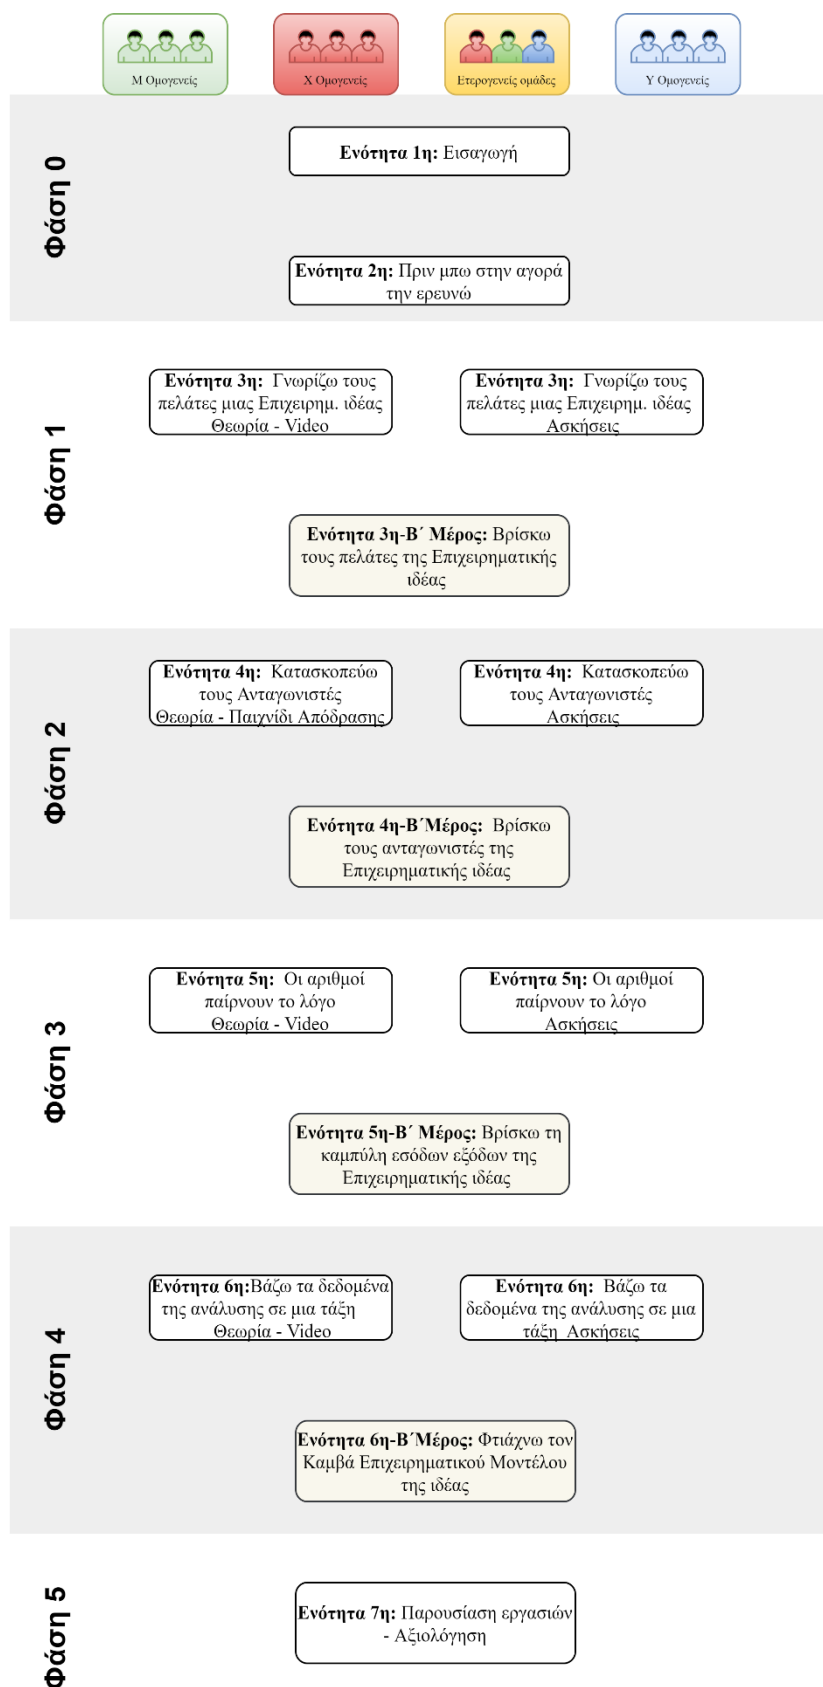 Μ Ομογενείς
Χ Ομογενείς
Ετερογενείς ομάδες
Υ Ομογενείς
Φάση 0
Ενότητα 1η: Εισαγωγή
Ενότητα 2η: Πριν μπω στην αγορά
την ερευνώ
Φάση 1
Ενότητα 3η: Γνωρίζω τους
πελάτες μιας Επιχειρημ. ιδέας
Θεωρία - Video
Ενότητα 3η: Γνωρίζω τους
πελάτες μιας Επιχειρημ. ιδέας
Ασκήσεις
Ενότητα 3η-Β΄ Μέρος: Βρίσκω
τους πελάτες της Επιχειρηματικής
ιδέας
Φάση 2
Ενότητα 4η: Κατασκοπεύω
τους Ανταγωνιστές
Θεωρία - Παιχνίδι Απόδρασης
Ενότητα 4η: Κατασκοπεύω
τους Ανταγωνιστές
Ασκήσεις
Ενότητα 4η-Β΄Μέρος: Βρίσκω
τους ανταγωνιστές της
Επιχειρηματικής ιδέας
Φάση 3
Ενότητα 5η: Οι αριθμοί
παίρνουν το λόγο
Θεωρία - Video
Ενότητα 5η: Οι αριθμοί
παίρνουν το λόγο
Ασκήσεις
Ενότητα 5η-Β΄ Μέρος: Βρίσκω τη
καμπύλη εσόδων εξόδων της
Επιχειρηματικής ιδέας
Φάση 4
Ενότητα 6η:Βάζω τα δεδομένα
της ανάλυσης σε μια τάξη
Θεωρία - Video
Ενότητα 6η: Βάζω τα
δεδομένα της ανάλυσης σε μια
τάξη Ασκήσεις
Ενότητα 6η-Β΄Μέρος: Φτιάχνω τον
Καμβά Επιχειρηματικού Μοντέλου
της ιδέας
Φάση 5
Ενότητα 7η: Παρουσίαση εργασιών
- Αξιολόγηση